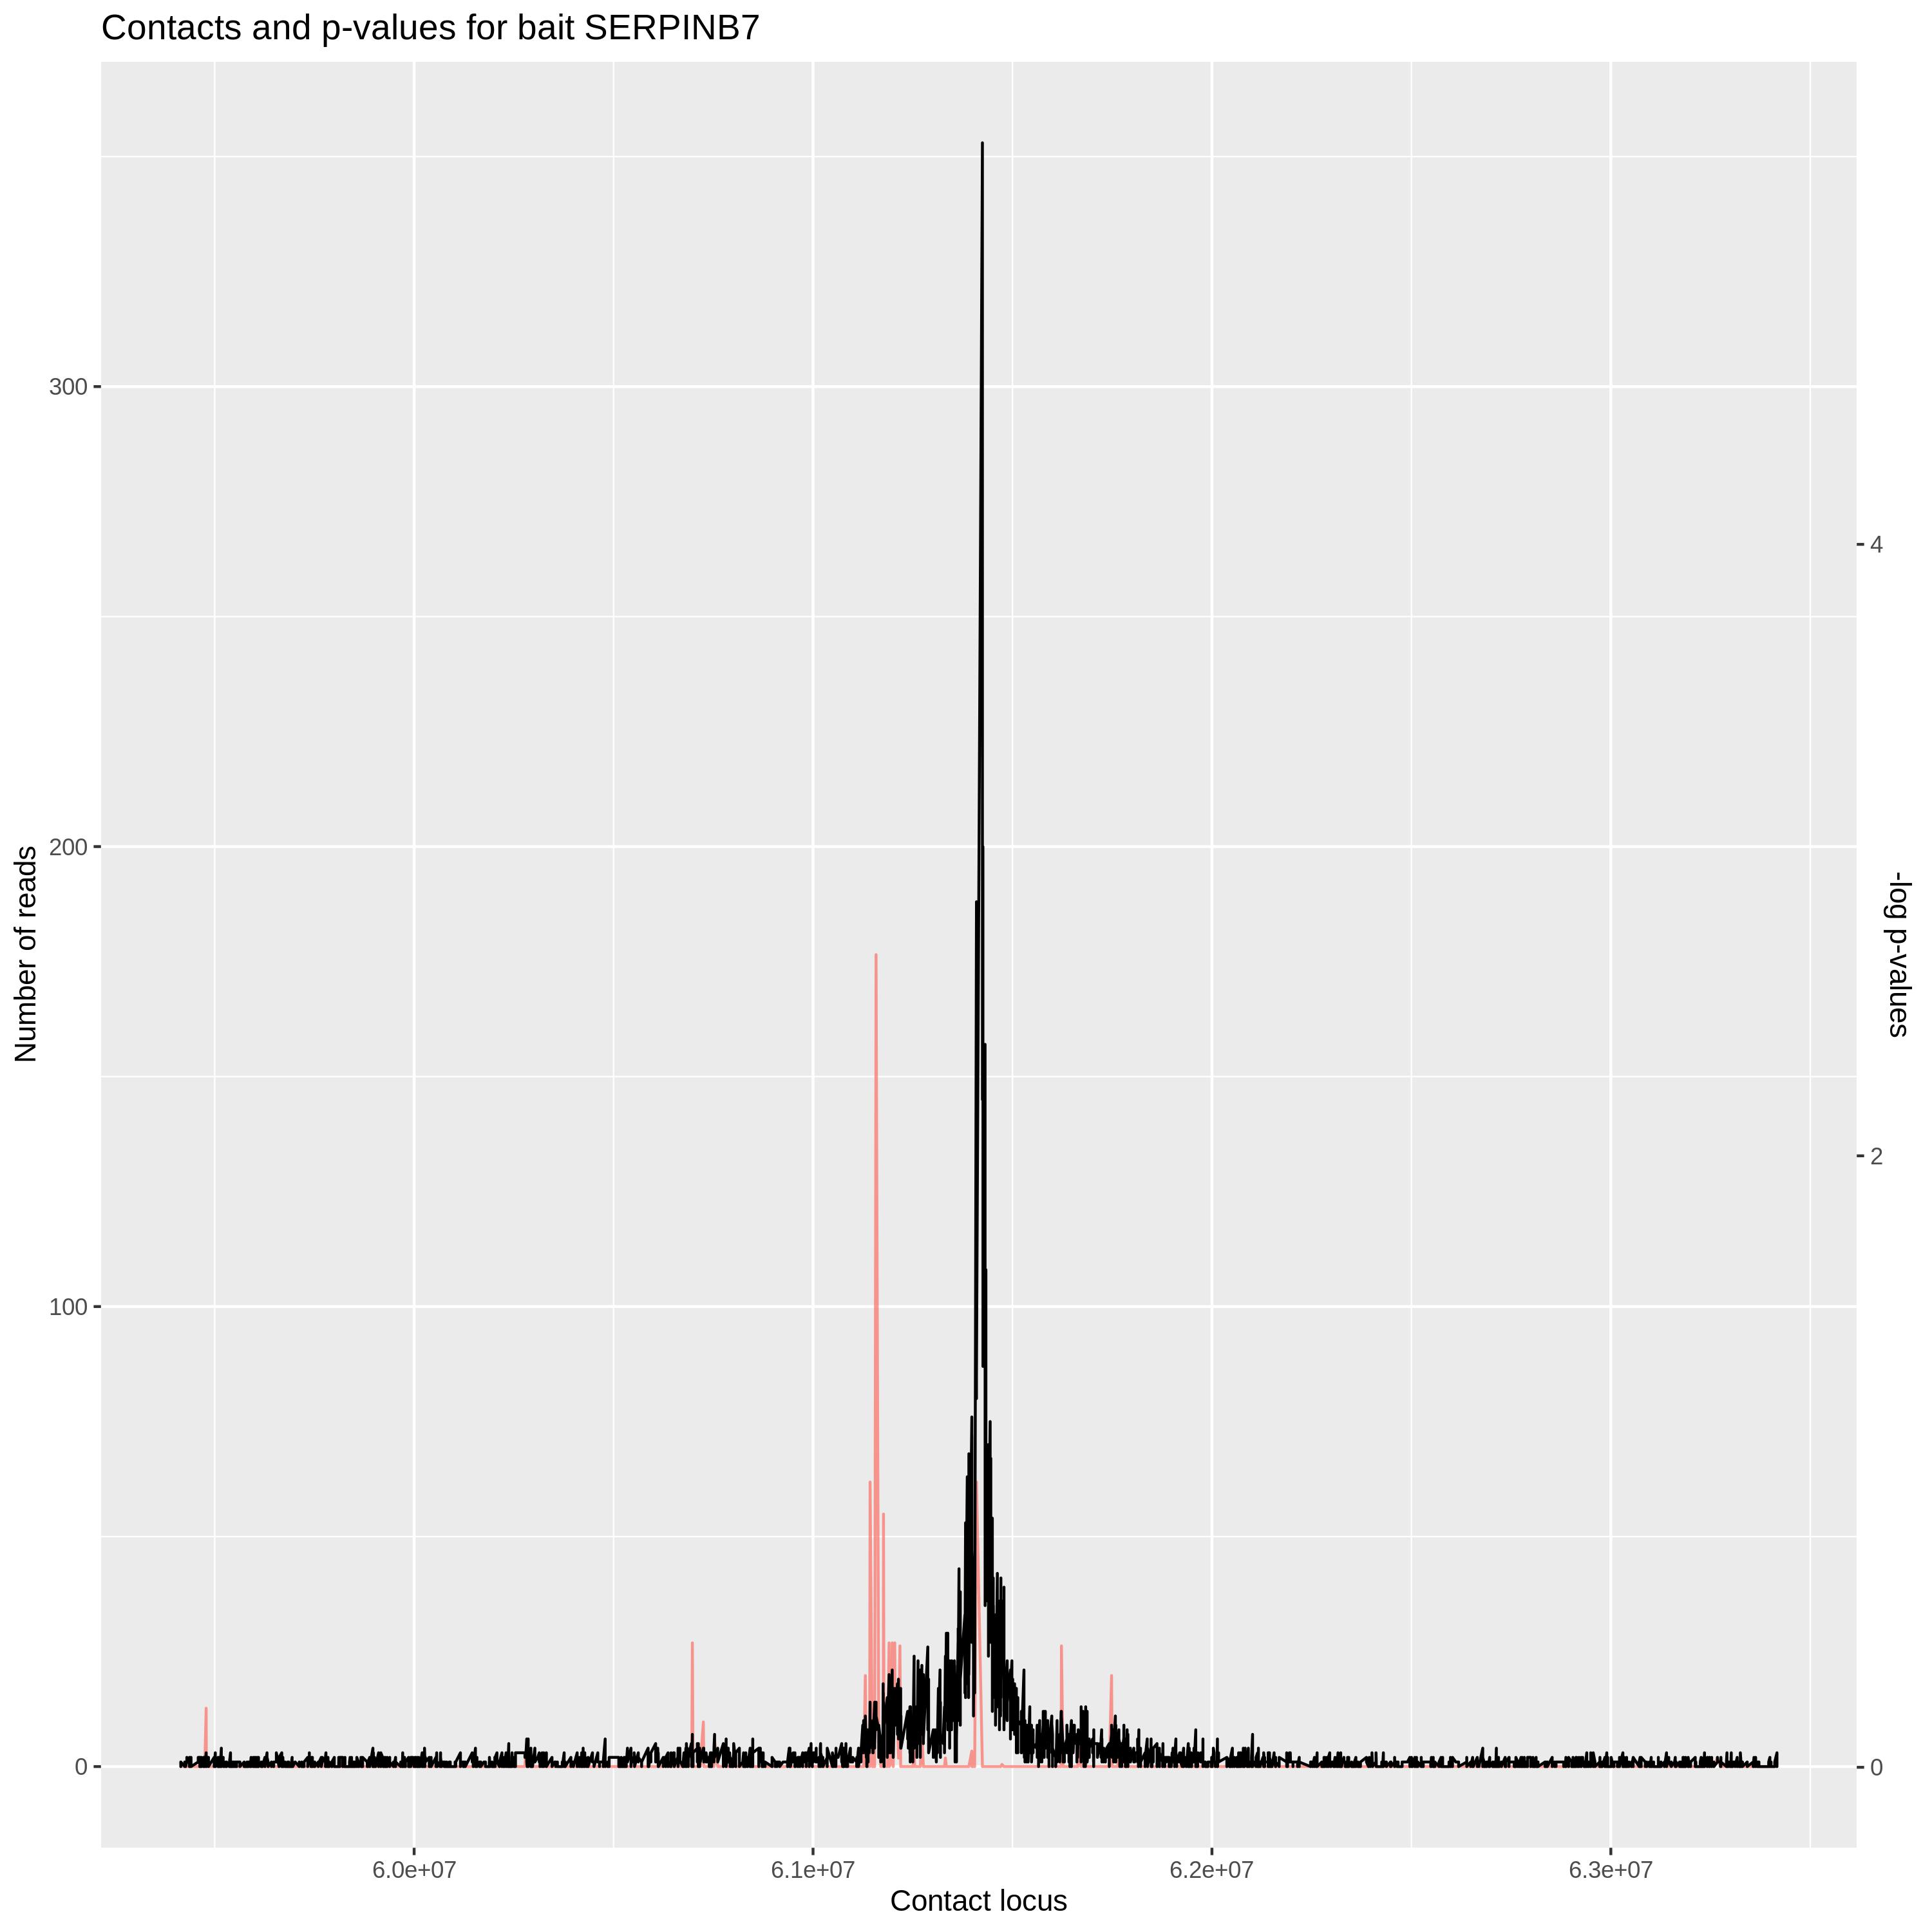 Contacts and p-values for bait SERPINB7
Number of reads
300
200
100
0
4
2
0
-log p-values
6.0e+07
6.1e+07
6.2e+07
6.3e+07
Contact locus